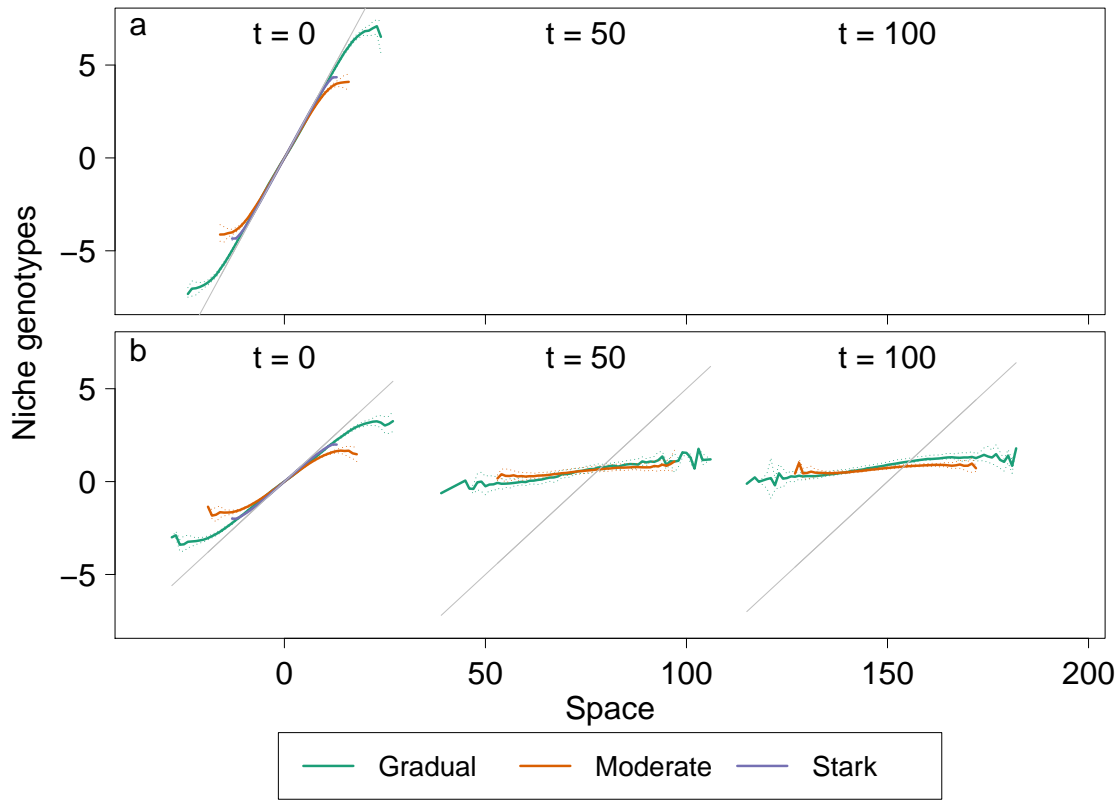 a
t = 0 t = 50 t = 100
5
0
−5
Niche genotypes
b
t = 0 t = 50 t = 100
5
0
−5
0 50 100 150 200
Space
Gradual Moderate Stark